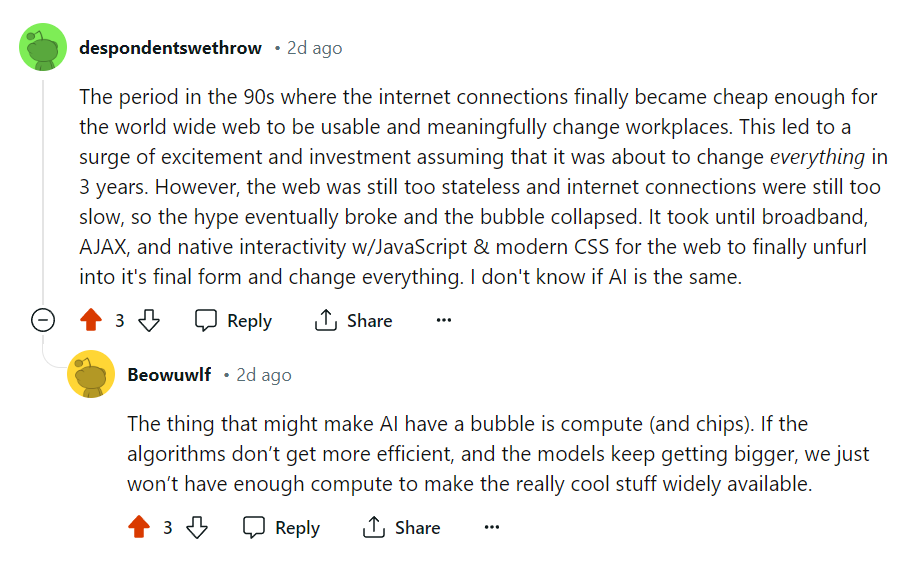 despondentswethrow • 2d ago
The period in the 90s where the internet connections finally became cheap enough for
the world wide web to be usable and meaningfully change workplaces. This led to a
surge of excitement and investment assuming that it was about to change everything in
3 years. However, the web was still too stateless and internet connections were still too
slow, so the hype eventually broke and the bubble collapsed. It took until broadband,
AJAX, and native interactivity w/JavaScript & modern CSS for the web to finally unfurl
into it's final form and change everything. I don't know if AI is the same.
3 Reply Share ...
Beowuwlf • 2d ago
The thing that might make AI have a bubble is compute (and chips). If the
algorithms don’t get more efficient, and the models keep getting bigger, we just
won’t have enough compute to make the really cool stuff widely available.
3 Reply Share ...